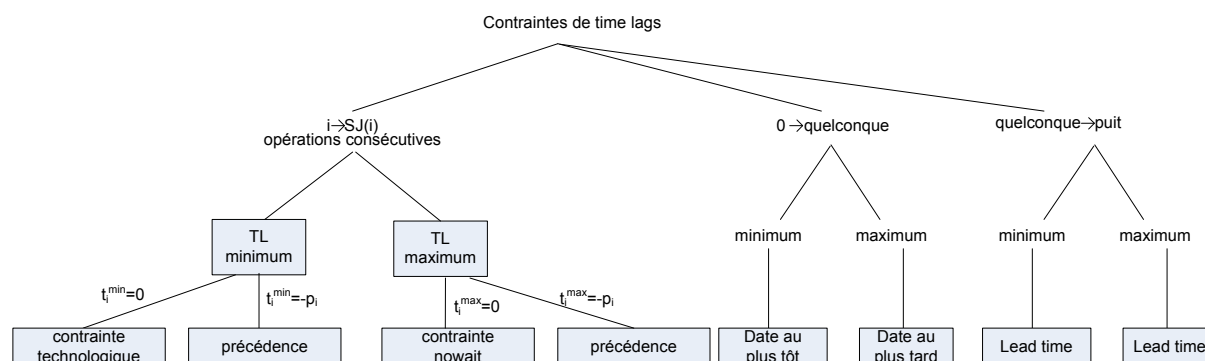 Contraintes de time lags
i→SJ(i)
opérations consécutives
0→quelconque
quelconque→puit
TL
minimum
TL
maximum
minimum
maximum
minimum
maximum
t_i^min=0
t_i^min=-p_i
t_i^max=0
t_i^max=-p_i
contrainte
technologique
précédence
contrainte
nowait
précédence
Date au
plus tôt
Date au
plus tard
Lead time
Lead time